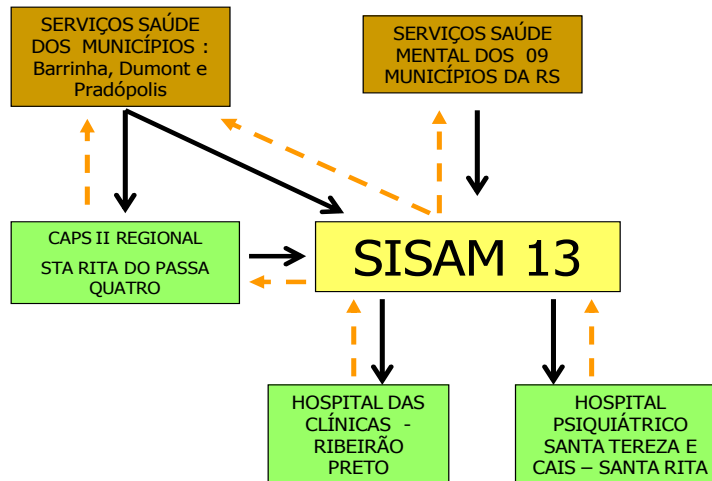 SERVIÇOS SAÚDE
DOS MUNICÍPIOS :
Barrinha, Dumont e
Pradópolis
SERVIÇOS SAÚDE
MENTAL DOS 09
MUNICÍPIOS DA RS
CAPS II REGIONAL
STA RITA DO PASSA
QUATRO
SISAM 13
HOSPITAL DAS
CLÍNICAS -
RIBEIRÃO
PRETO
HOSPITAL
PSIQUIÁTRICO
SANTA TEREZA E
CAIS – SANTA RITA